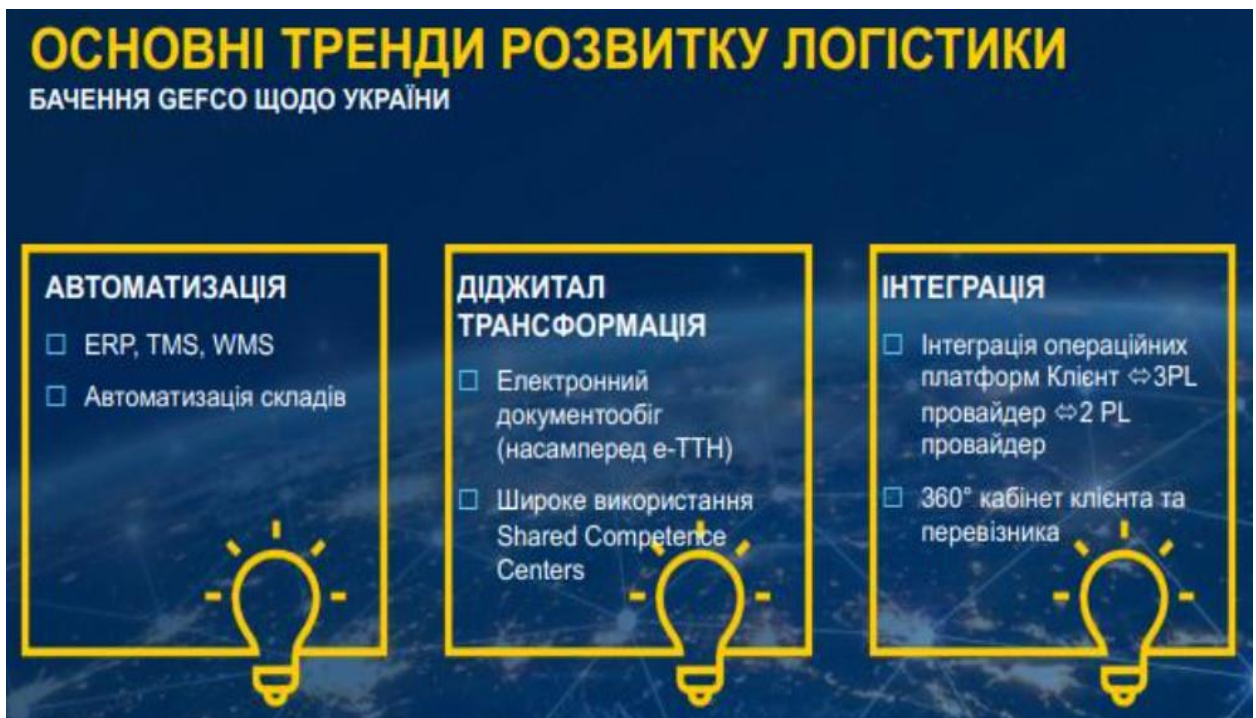 ОСНОВНІ ТРЕНДИ РОЗВИТКУ ЛОГІСТИКИ
БАЧЕННЯ GEFCO ЩОДО УКРАЇНИ
АВТОМАТИЗАЦІЯ
ERP, TMS, WMS
Автоматизація складів
ДІДЖИТАЛ
ТРАНСФОРМАЦІЯ
Електронний
документообіг
(насамперед е-ТТН)
Широке використання
Shared Competence
Centers
ІНТЕГРАЦІЯ
Інтеграція операційних
платформ Клієнт ⇔3PL
провайдер ⇔2 PL
провайдер
360° кабінет клієнта та
перевізника